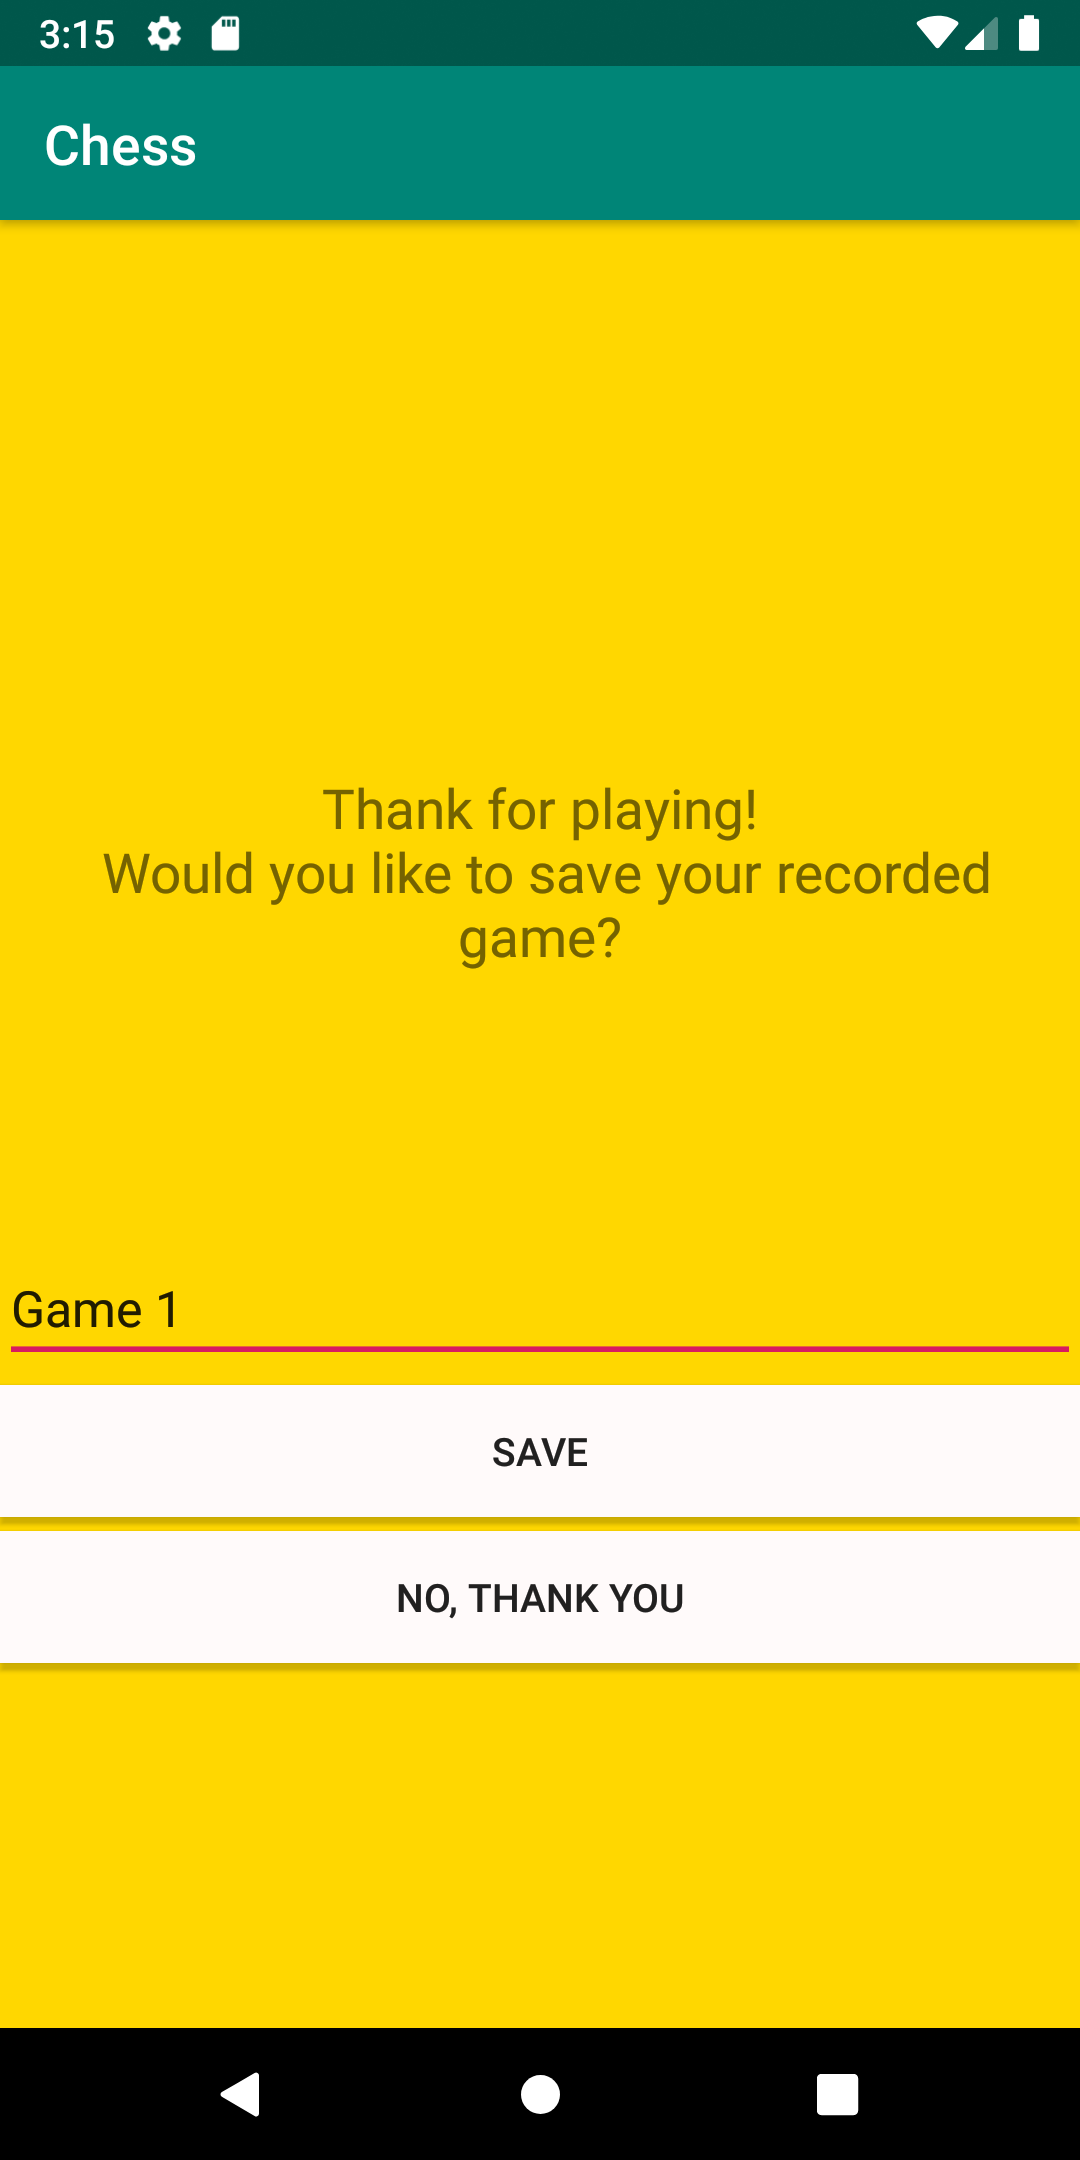 3:15
Chess
Thank for playing!
Would you like to save your recorded
game?
Game 1
SAVE
NO, THANK YOU